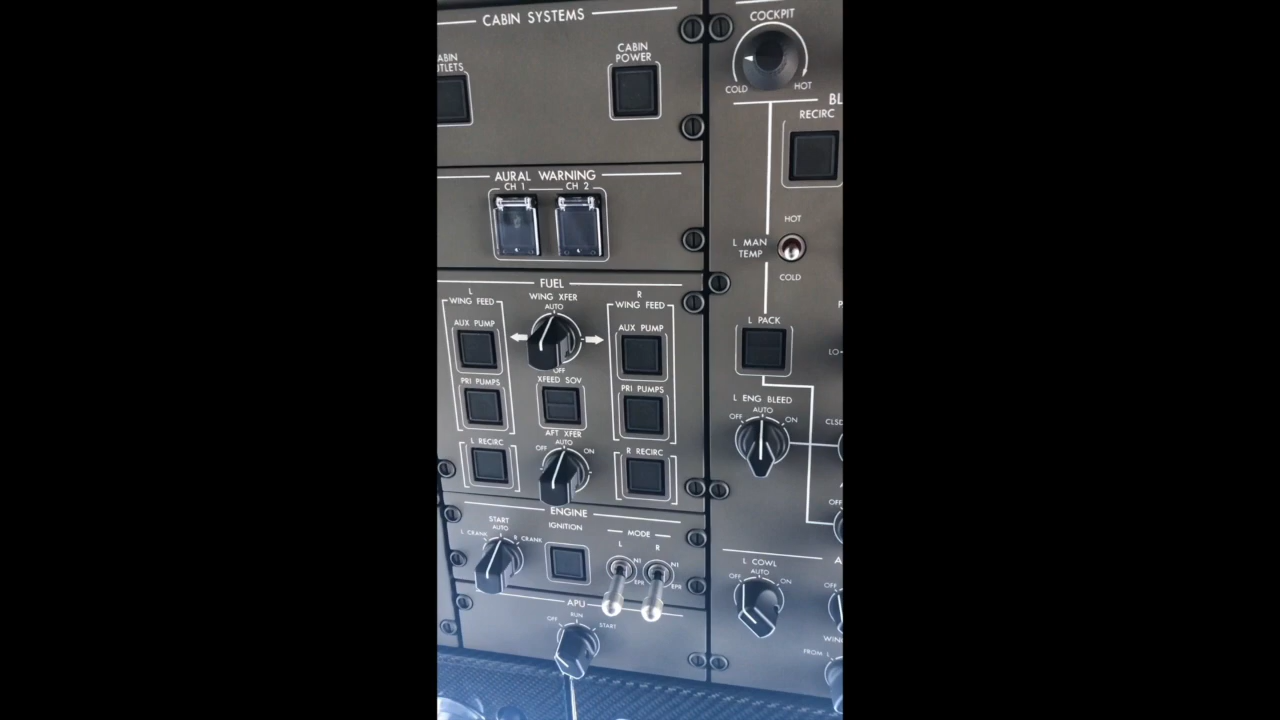 CABIN SYSTEMS
CABIN
POWER
AURAL WARNING
CH 1
CH 2
FUEL
L
WING FEED
WING XFER
AUTO
OFF
R
WING FEED
AUX PUMP
AUX PUMP
PRI PUMPS
XFEED SOV
PRI PUMPS
AFT XFER
OFF
AUTO
ON
L RECIRC
R RECIRC
ENGINE
START
AUTO
L CRANK
R CRANK
IGNITION
MODE
L
R
N1
EPR
N1
EPR
APU
OFF
RUN
START
COCKPIT
COLD
HOT
RECIRC
HOT
L MAN
TEMP
COLD
L PACK
L ENG BLEED
OFF
AUTO
ON
OFF
L COWL
OFF
AUTO
ON
OFF
FROM L